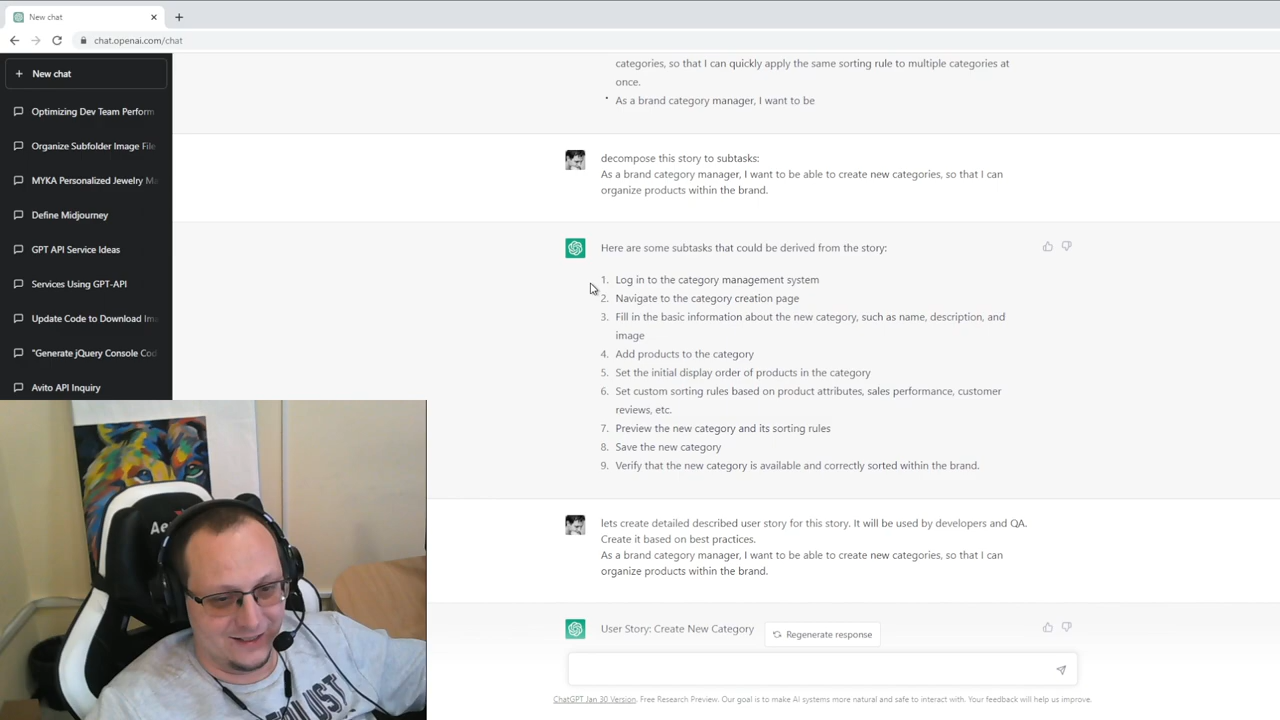 New chat
chat.openai.com/chat
New chat
Optimizing Dev Team Perform
Organize Subfolder Image File
MYKA Personalized Jewelry M
Define Midjourney
GPT API Service Ideas
Services Using GPT-API
Update Code to Download Ima
"Generate jQuery Console Cod
Avito API Inquiry
categories, so that I can quickly apply the same sorting rule to multiple categories at
once.
• As a brand category manager, I want to be
decompose this story to subtasks:
As a brand category manager, I want to be able to create new categories, so that I can
organize products within the brand.
Here are some subtasks that could be derived from the story:
1. Log in to the category management system
2. Navigate to the category creation page
3. Fill in the basic information about the new category, such as name, description, and
image
4. Add products to the category
5. Set the initial display order of products in the category
6. Set custom sorting rules based on product attributes, sales performance, customer
reviews, etc.
7. Preview the new category and its sorting rules
8. Save the new category
9. Verify that the new category is available and correctly sorted within the brand.
lets create detailed described user story for this story. It will be used by developers and QA.
Create it based on best practices.
As a brand category manager, I want to be able to create new categories, so that I can
organize products within the brand.
User Story: Create New Category
Regenerate response
ChatGPT Jan 30 Version. Free Research Preview. Our goal is to make AI systems more natural and safe to interact with. Your feedback will help us improve.